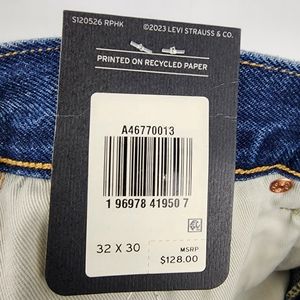 S120526 RPHK ©2023 LEVI STRAUSS & CO.
PRINTED ON RECYCLED PAPER
A46770013
1 96978 41950 7
32 X 30
MSRP
$128.00